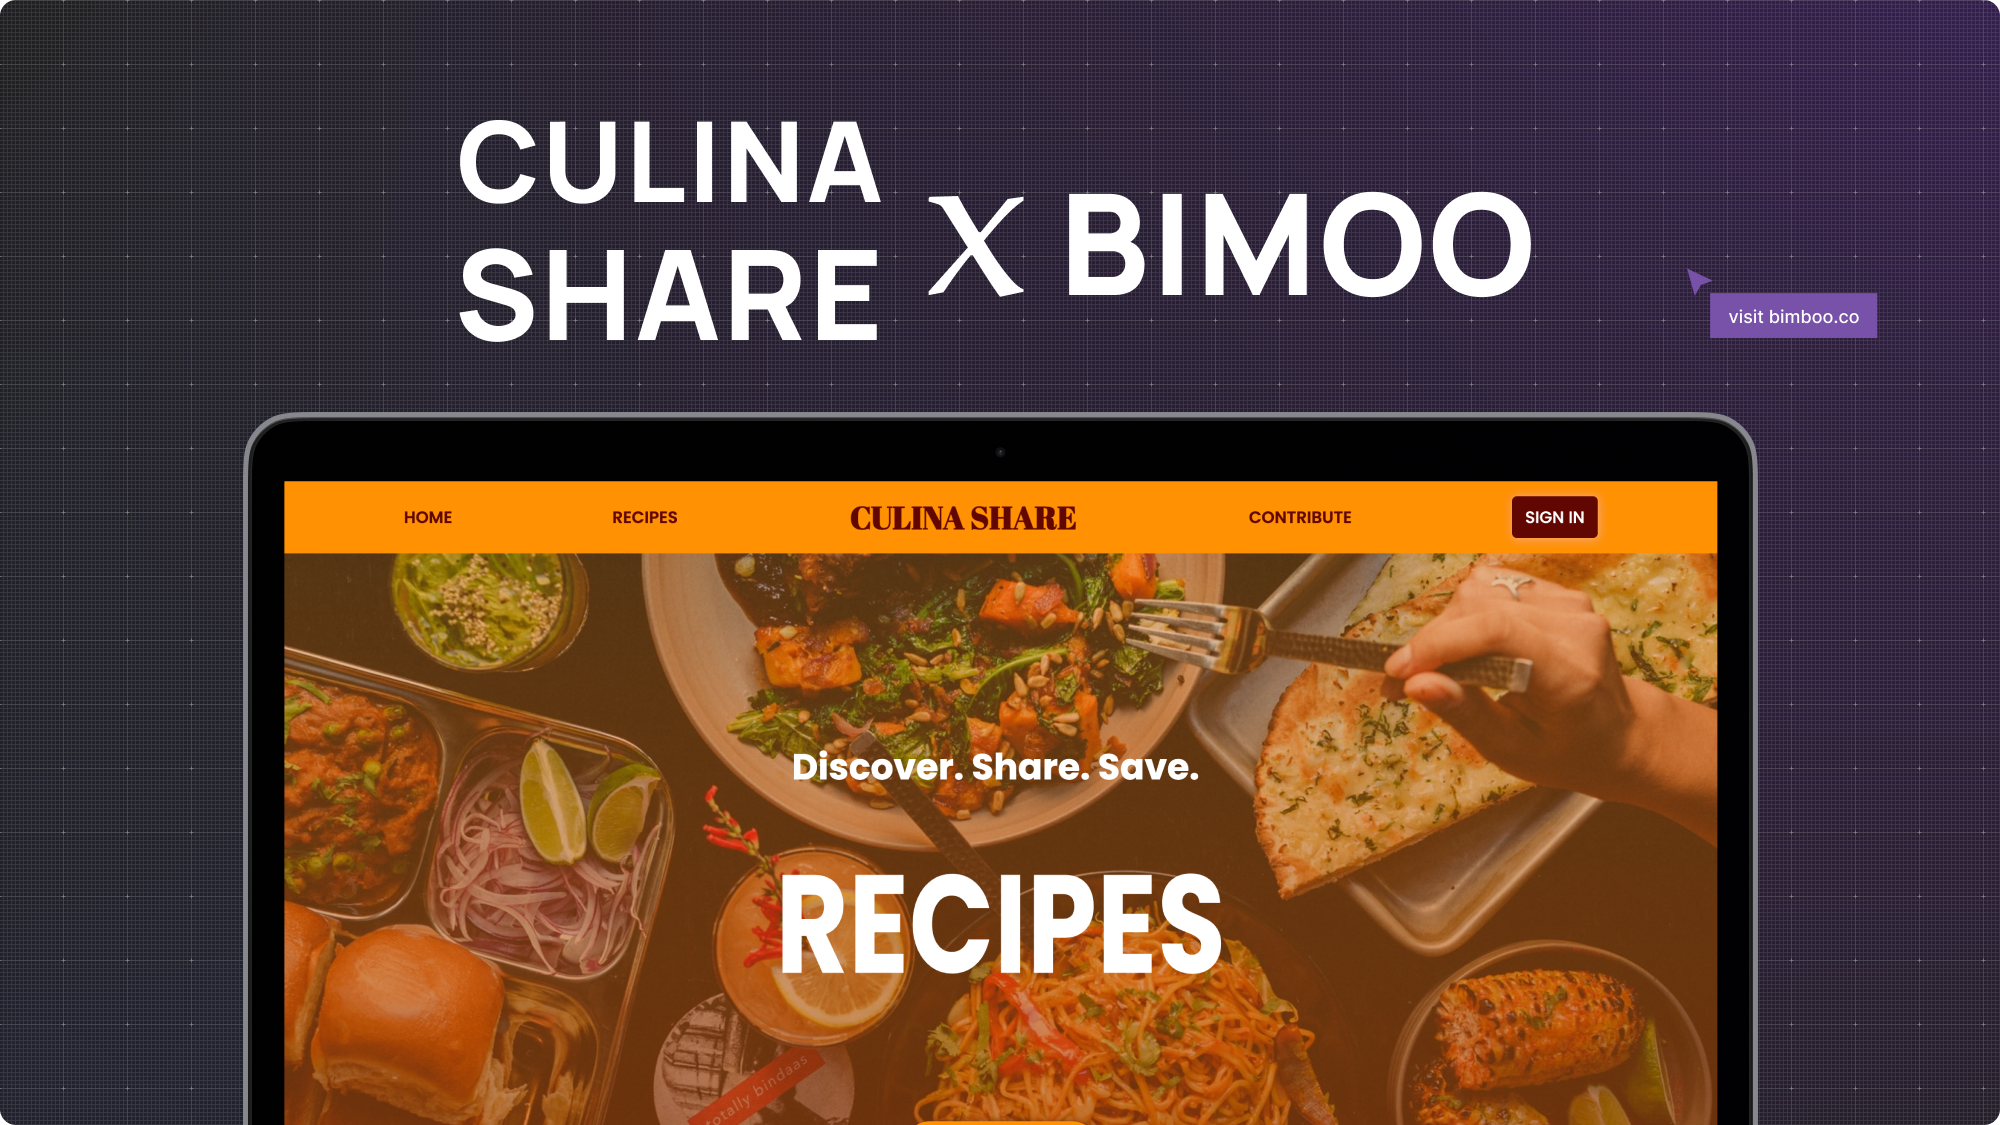 CULINA
SHARE
X BIMOO
visit bimboo.co
HOME
RECIPES
CULINA SHARE
CONTRIBUTE
SIGN IN
Discover. Share. Save.
RECIPES
totally bindaas